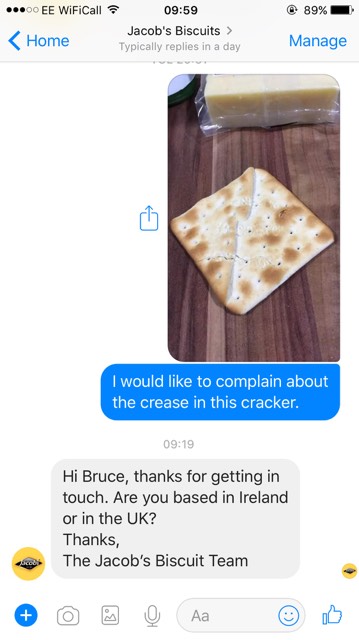 EE WiFiCall
09:59
89%
Home
Jacob's Biscuits
Typically replies in a day
Manage
I would like to complain about
the crease in this cracker.
09:19
Hi Bruce, thanks for getting in
touch. Are you based in Ireland
or in the UK?
Thanks,
The Jacob's Biscuit Team
Jacob's
Aa